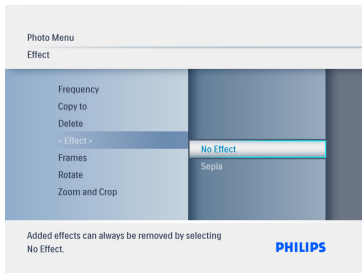 Photo Menu
Effect
Frequency
Copy to
Delete
< Effect >
Frames
Rotate
Zoom and Crop
No Effect
Sepia
Added effects can always be removed by selecting
No Effect.
PHILIPS